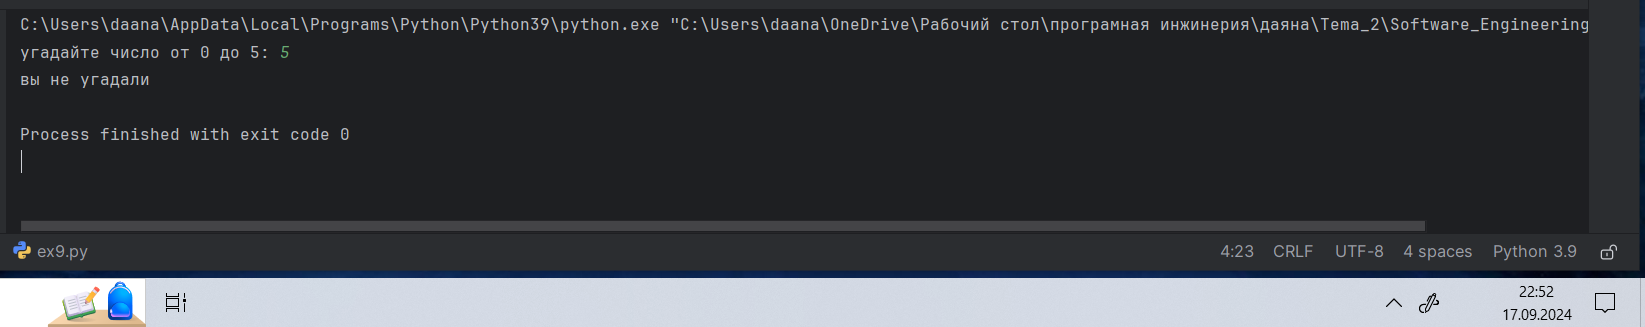 C:\Users\daana\AppData\Local\Programs\Python\Python39\python.exe "C:\Users\daana\OneDrive\Рабочий стол\програмная инжинерия\даяна\Tema_2\Software_Engineering
угадайте число от 0 до 5: 5
вы не угадали
Process finished with exit code 0
ex9.py 4:23 CRLF UTF-8 4 spaces Python 3.9
22:52
17.09.2024